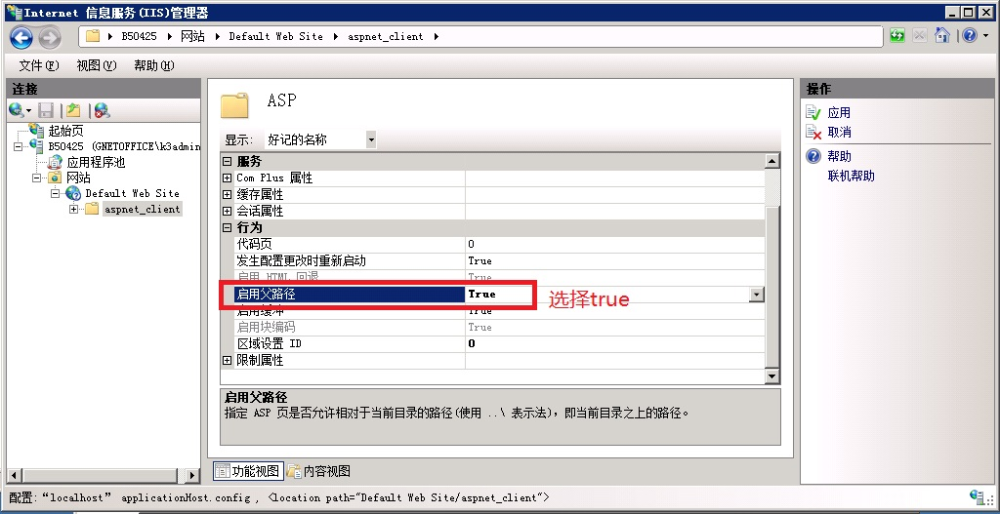 Internet 信息服务(IIS)管理器
B50425 网站 Default Web Site aspnet_client
文件(F) 视图(V) 帮助(H)
连接
起始页
B50425 (GNETOFFICE\k3admin
应用程序池
网站
Default Web Site
aspnet_client
ASP
显示: 好记的名称
服务
Com Plus 属性
缓存属性
会话属性
行为
代码页 0
发生配置更改时重新启动 True
启用 HTML 回退 True
启用父路径 True
选择true
启用缓冲 True
启用块编码 True
区域设置 ID 0
限制属性
启用父路径
指定 ASP 页是否允许相对于当前目录的路径(使用 ..\ 表示法)，即当前目录之上的路径。
功能视图 内容视图
操作
应用
取消
帮助
联机帮助
配置:“localhost” applicationHost.config , <location path="Default Web Site/aspnet_client">